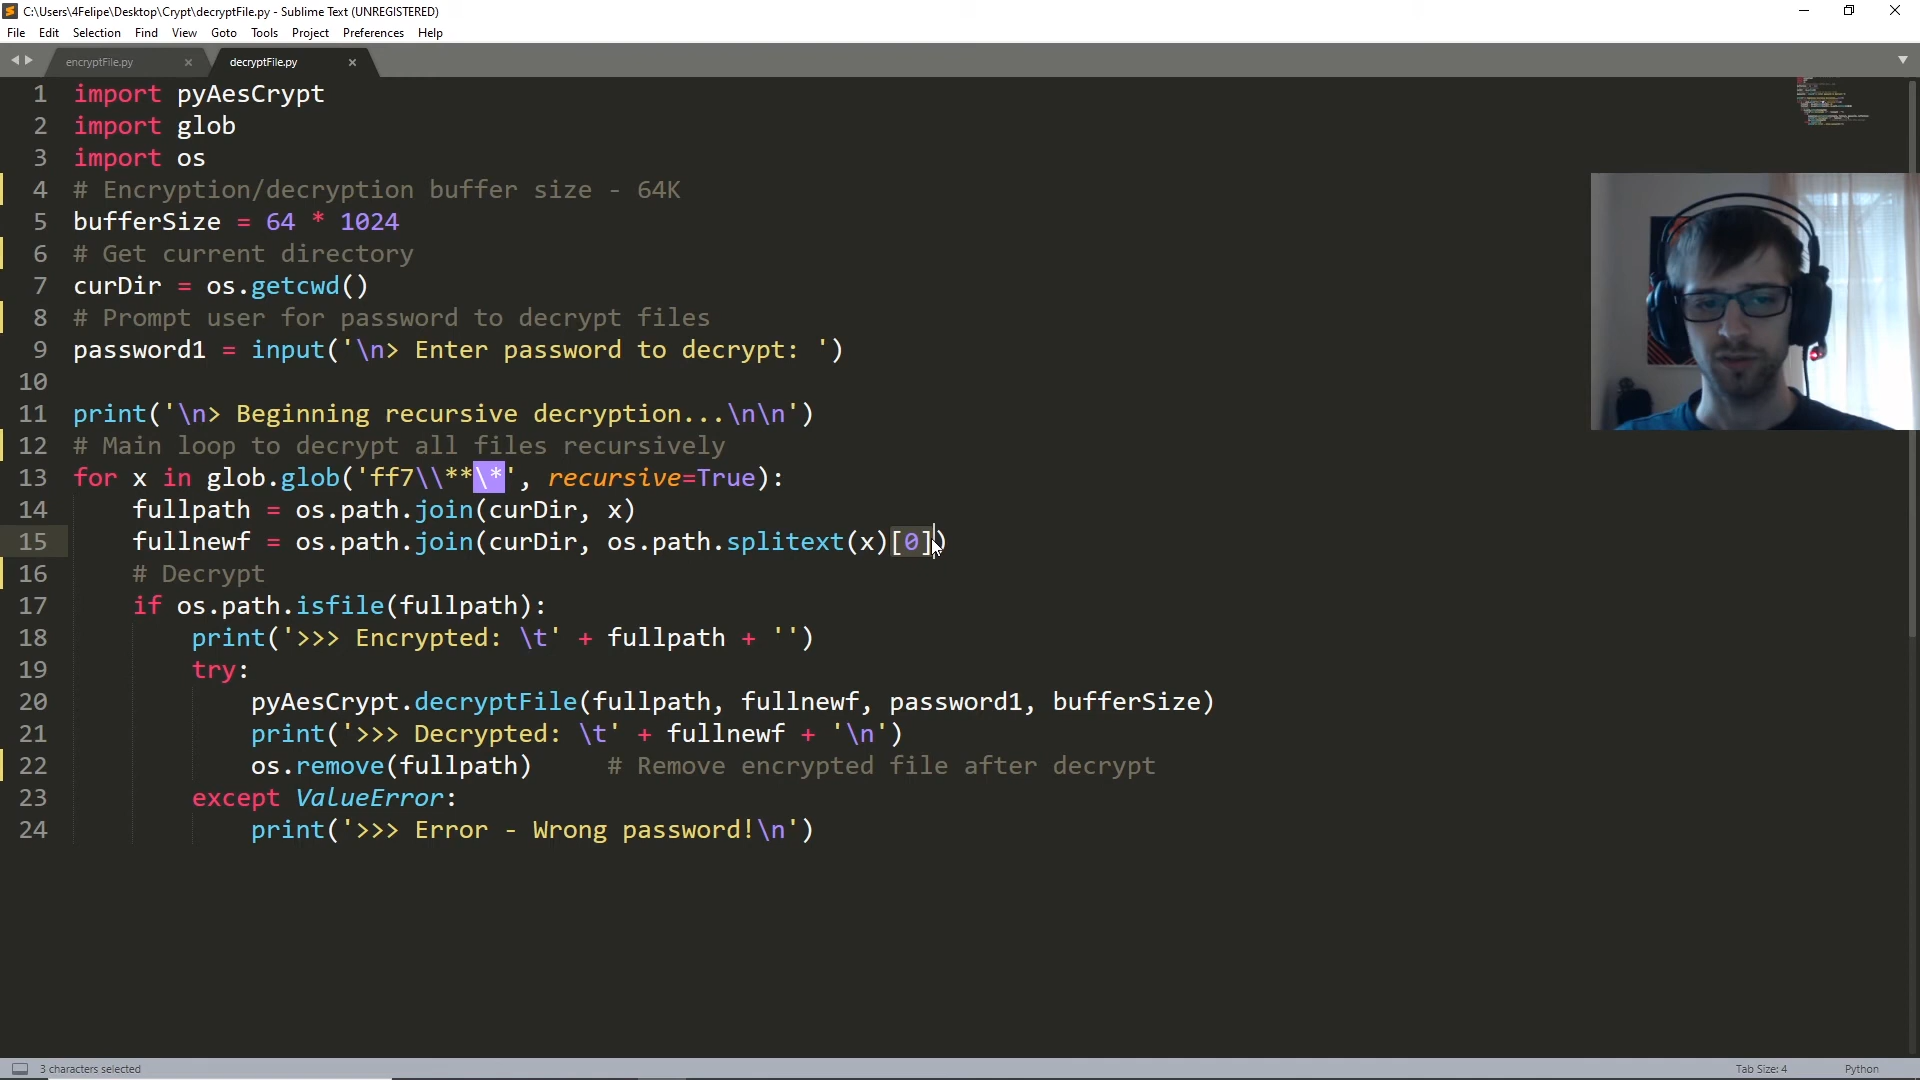 C:\Users\4Felipe\Desktop\Crypt\decryptFile.py - Sublime Text (UNREGISTERED)
File Edit Selection Find View Goto Tools Project Preferences Help
encryptFile.py × decryptFile.py ×
1 import pyAesCrypt
2 import glob
3 import os
4 # Encryption/decryption buffer size - 64K
5 bufferSize = 64 * 1024
6 # Get current directory
7 curDir = os.getcwd()
8 # Prompt user for password to decrypt files
9 password1 = input('\n> Enter password to decrypt: ')
10
11 print('\n> Beginning recursive decryption...\n\n')
12 # Main loop to decrypt all files recursively
13 for x in glob.glob('ff7\\**\*', recursive=True):
14     fullpath = os.path.join(curDir, x)
15     fullnewf = os.path.join(curDir, os.path.splitext(x)[0])
16     # Decrypt
17     if os.path.isfile(fullpath):
18         print('>>> Encrypted: \t' + fullpath + '')
19         try:
20             pyAesCrypt.decryptFile(fullpath, fullnewf, password1, bufferSize)
21             print('>>> Decrypted: \t' + fullnewf + '\n')
22             os.remove(fullpath)     # Remove encrypted file after decrypt
23         except ValueError:
24             print('>>> Error - Wrong password!\n')
3 characters selected Tab Size: 4 Python